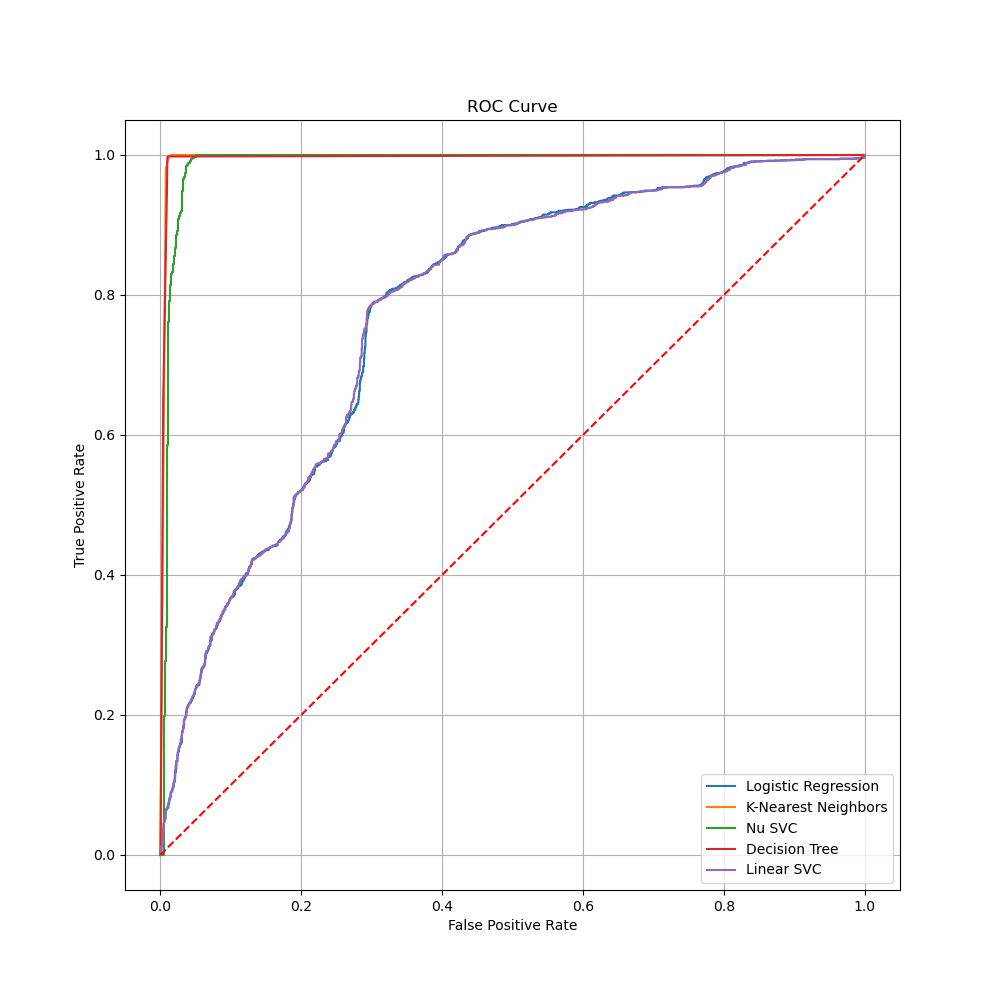 ROC Curve
True Positive Rate
1.0
0.8
0.6
0.4
0.2
0.0
0.0 0.2 0.4 0.6 0.8 1.0
False Positive Rate
Logistic Regression
K-Nearest Neighbors
Nu SVC
Decision Tree
Linear SVC